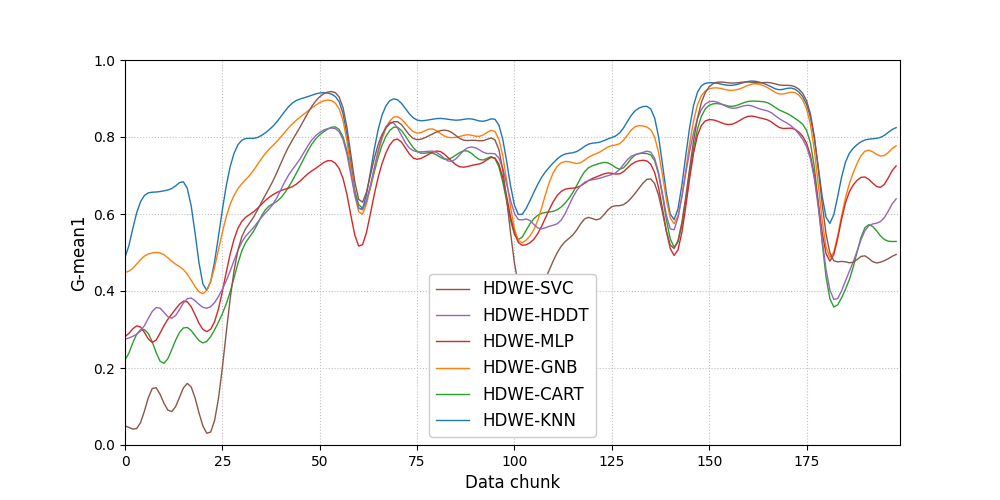 1.0
0.8
0.6
0.4
0.2
0.0
G-mean1
HDWE-SVC
HDWE-HDDT
HDWE-MLP
HDWE-GNB
HDWE-CART
HDWE-KNN
0 25 50 75 100 125 150 175
Data chunk